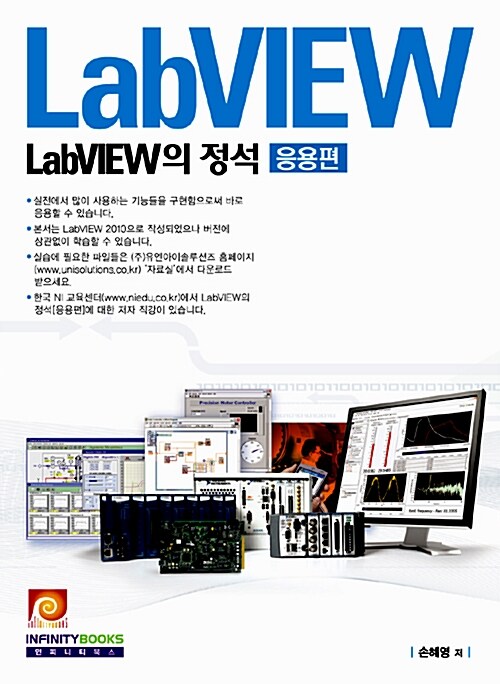 LabVIEW
LabVIEW의 정석 응용편
• 실전에서 많이 사용하는 기능들을 구현함으로써 바로
응용할 수 있습니다.
• 본서는 LabVIEW 2010으로 작성되었으나 버전에
상관없이 학습할 수 있습니다.
• 실습에 필요한 파일들은 (주)유연아이솔루션즈 홈페이지
(www.unisolutions.co.kr) "자료실"에서 다운로드
받으세요.
• 한국 NI 교육센터(www.niedu.co.kr)에서 LabVIEW의
정석[응용편]에 대한 저자 직강이 있습니다.
Precision Motor Controller
INFINITYBOOKS
인피니티북스
손혜영 저